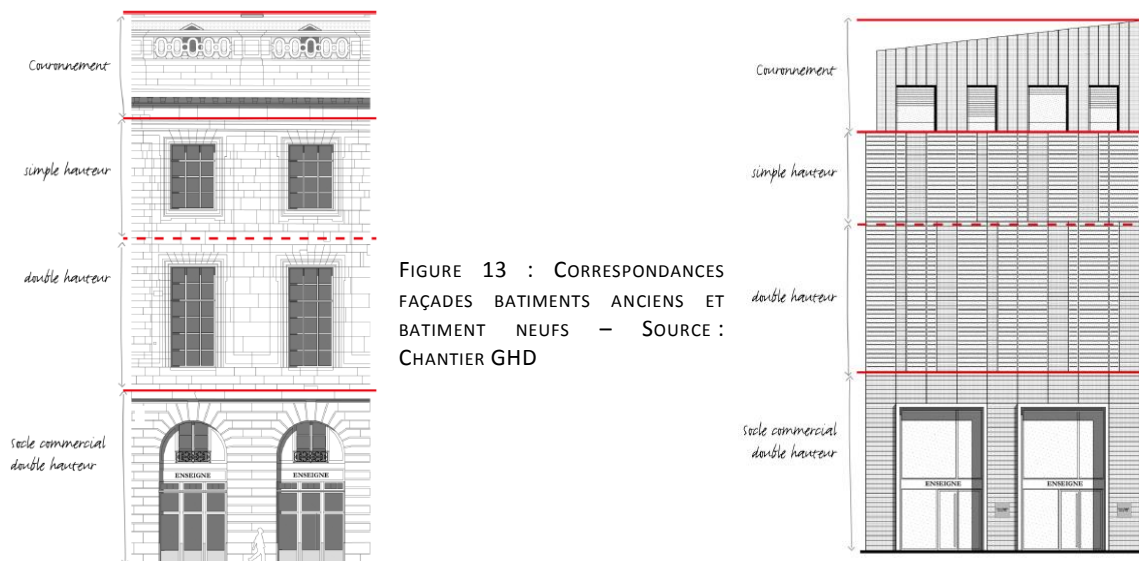 Couronnement
simple hauteur
double hauteur
Socle commercial
double hauteur
ENSEIGNE ENSEIGNE
FIGURE 13 : CORRESPONDANCES
FAÇADES BATIMENTS ANCIENS ET
BATIMENT NEUFS – SOURCE :
CHANTIER GHD
Couronnement
simple hauteur
double hauteur
Socle commercial
double hauteur
ENSEIGNE ENSEIGNE